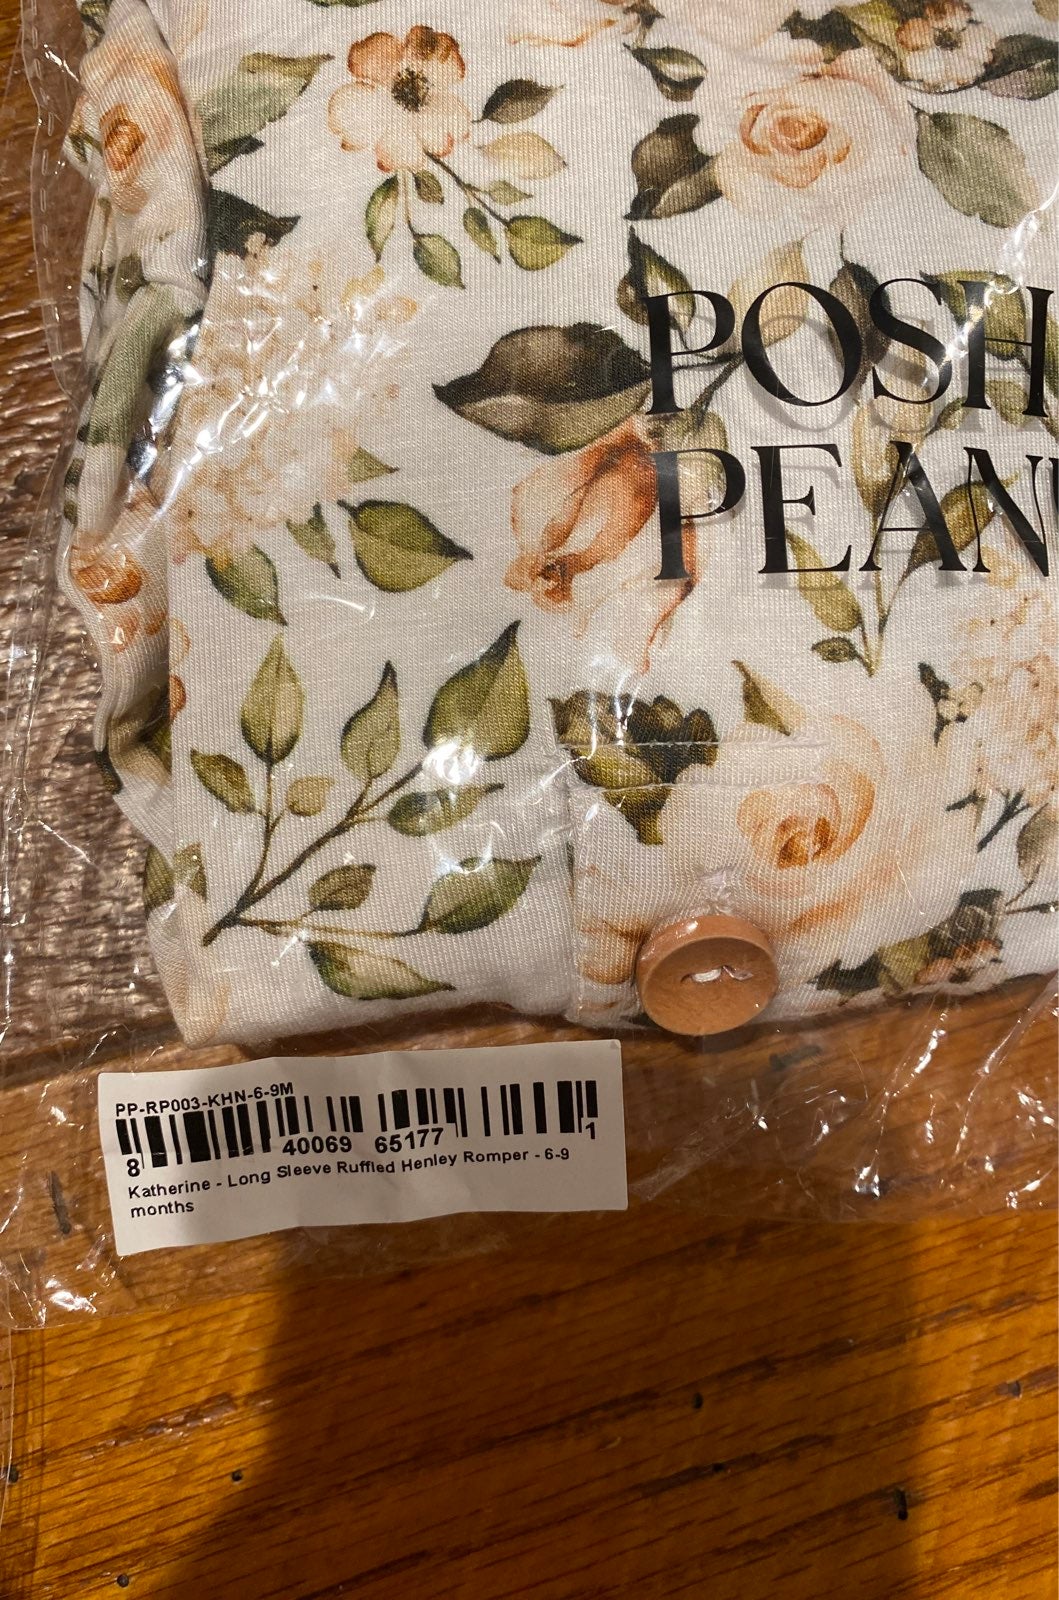 POSH
PEAN
PP-RP003-KHN-6-9M
8 40069 65177 1
Katherine - Long Sleeve Ruffled Henley Romper - 6-9
months